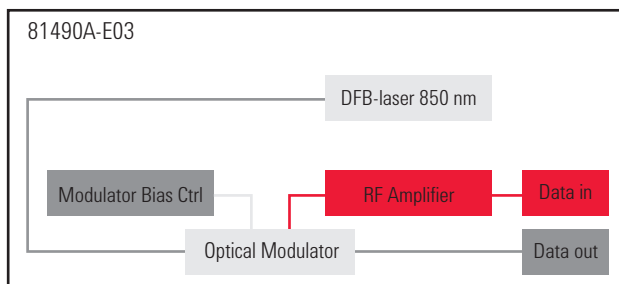 81490A-E03
DFB-laser 850 nm
Modulator Bias Ctrl
RF Amplifier
Data in
Optical Modulator
Data out